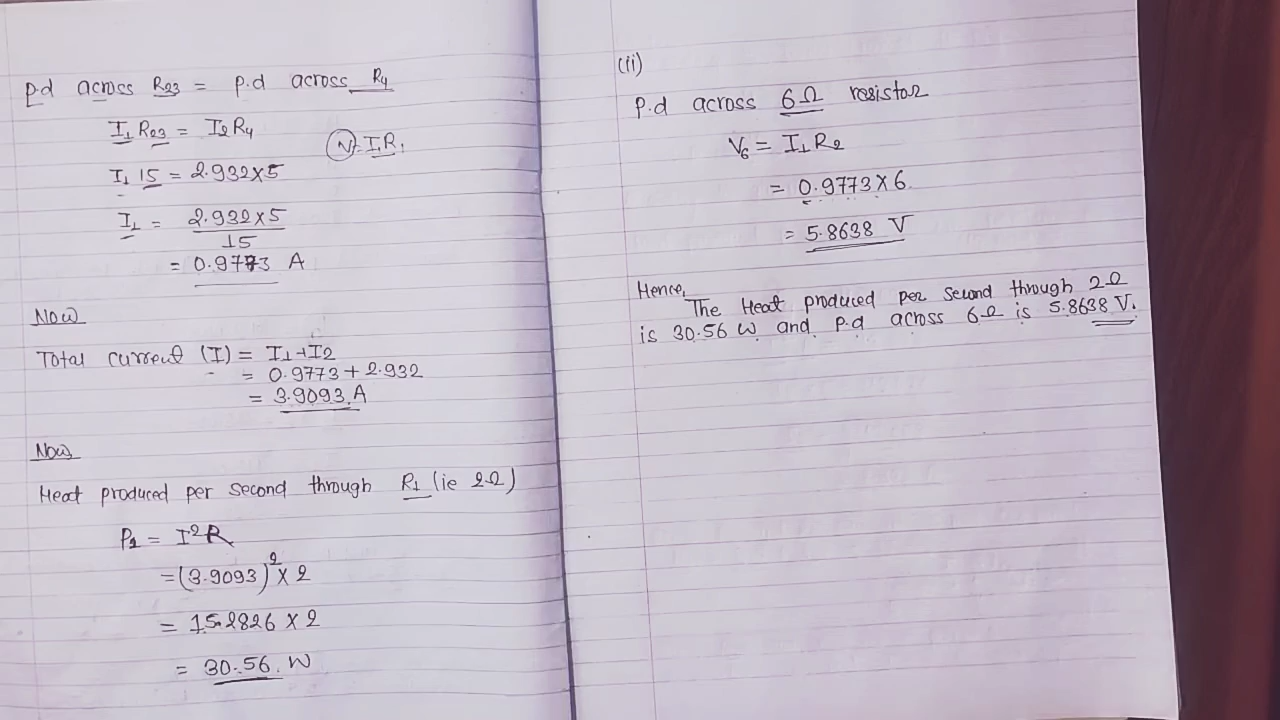 p.d across R23 = p.d across R4
I1 R23 = I2 R4
V = I1R1
I1 15 = 2.932×5
I1 = 2.932×5
15
= 0.9773 A
Now
Total current (I) = I1+I2
= 0.9773 + 2.932
= 3.9093 A
Now
Heat produced per second through R1 (ie 2Ω)
P2 = I²R
= (3.9093)² × 2
= 15.2826 × 2
= 30.56 W
(ii)
P.d across 6Ω resistor
V6 = I1R2
= 0.9773 × 6
= 5.8638 V
Hence,
The Heat produced per second through 2Ω
is 30.56 W and p.d across 6Ω is 5.8638 V.